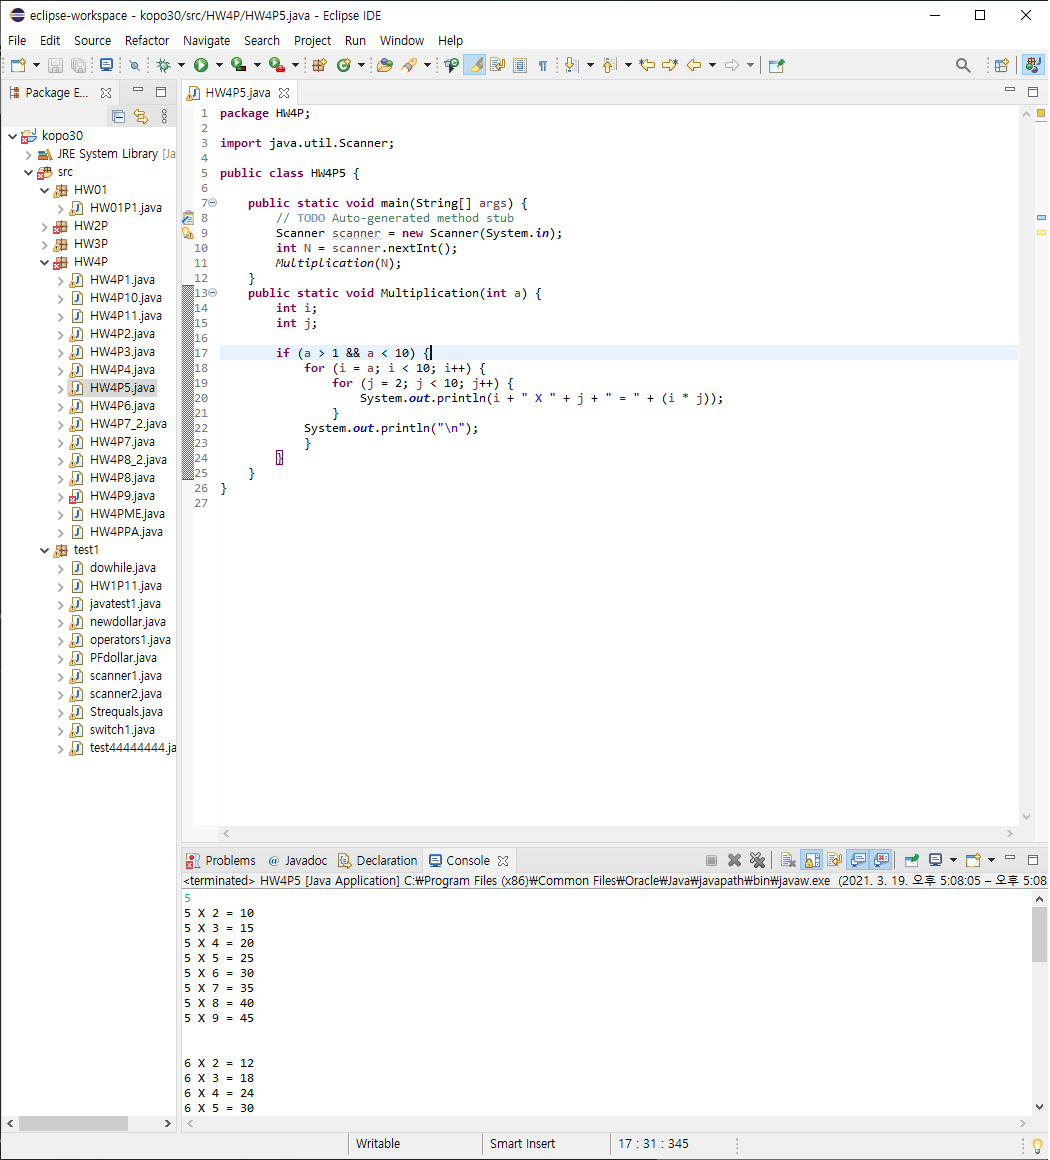 eclipse-workspace - kopo30/src/HW4P/HW4P5.java - Eclipse IDE
File Edit Source Refactor Navigate Search Project Run Window Help
Package E...
kopo30
JRE System Library [Ja
src
HW01
HW01P1.java
HW2P
HW3P
HW4P
HW4P1.java
HW4P10.java
HW4P11.java
HW4P2.java
HW4P3.java
HW4P4.java
HW4P5.java
HW4P6.java
HW4P7_2.java
HW4P7.java
HW4P8_2.java
HW4P8.java
HW4P9.java
HW4PME.java
HW4PPA.java
test1
dowhile.java
HW1P11.java
javatest1.java
newdollar.java
operators1.java
PFdollar.java
scanner1.java
scanner2.java
Strequals.java
switch1.java
test44444444.ja
HW4P5.java
1 package HW4P;
2
3 import java.util.Scanner;
4
5 public class HW4P5 {
6
7 public static void main(String[] args) {
8 // TODO Auto-generated method stub
9 Scanner scanner = new Scanner(System.in);
10 int N = scanner.nextInt();
11 Multiplication(N);
12 }
13 public static void Multiplication(int a) {
14 int i;
15 int j;
16
17 if (a > 1 && a < 10) {
18 for (i = a; i < 10; i++) {
19 for (j = 2; j < 10; j++) {
20 System.out.println(i + " X " + j + " = " + (i * j));
21 }
22 System.out.println("\n");
23 }
24 }
25 }
26 }
27
Problems @ Javadoc Declaration Console
<terminated> HW4P5 [Java Application] C:₩Program Files (x86)₩Common Files₩Oracle₩Java₩javapath₩bin₩javaw.exe (2021. 3. 19. 오후 5:08:05 – 오후 5:08
5
5 X 2 = 10
5 X 3 = 15
5 X 4 = 20
5 X 5 = 25
5 X 6 = 30
5 X 7 = 35
5 X 8 = 40
5 X 9 = 45
6 X 2 = 12
6 X 3 = 18
6 X 4 = 24
6 X 5 = 30
Writable Smart Insert 17 : 31 : 345